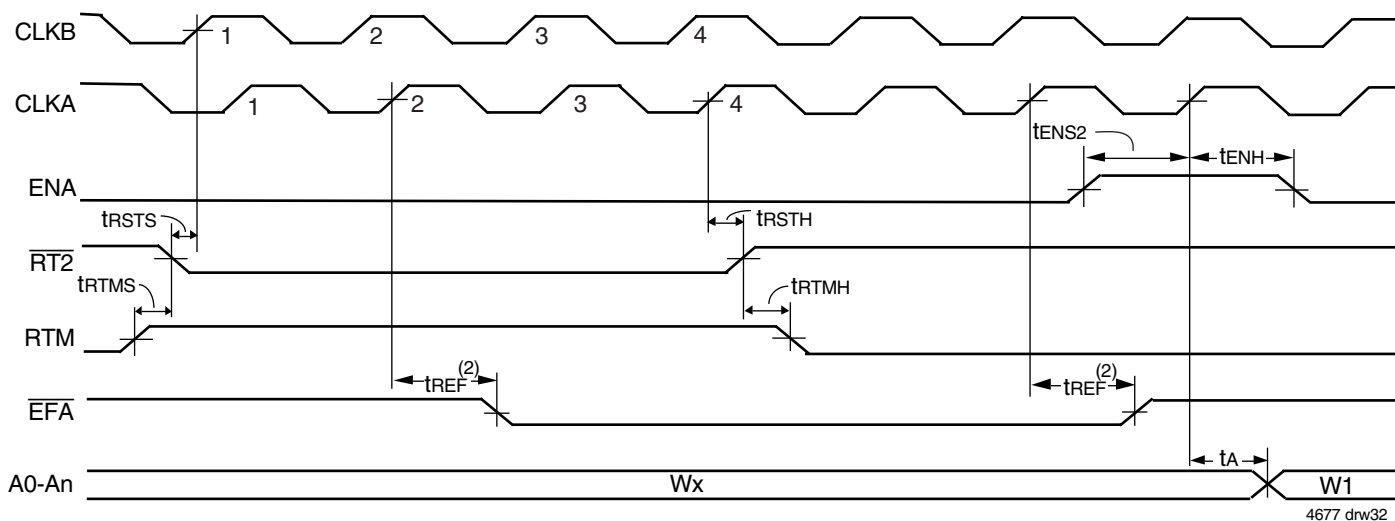 CLKB 1 2 3 4
CLKA 1 2 3 4
tENS2 tENH
ENA
tRSTS tRSTH
RT2
tRTMS tRTMH
RTM
tREF(2) tREF(2)
EFA
tA
A0-An Wx W1
4677 drw32